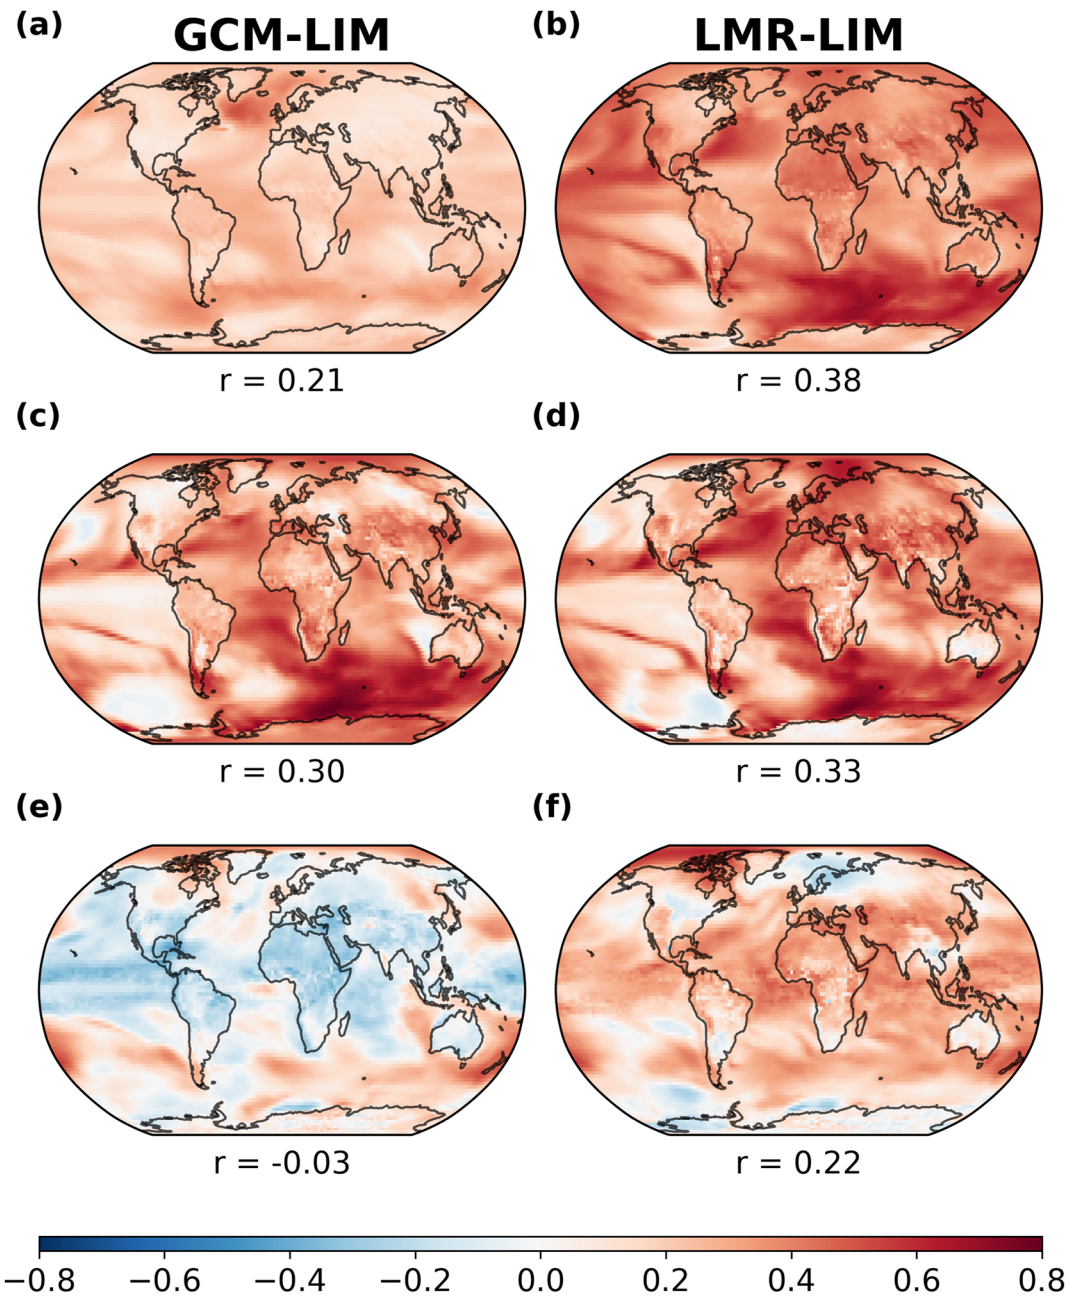 (a) GCM-LIM (b) LMR-LIM
r = 0.21 r = 0.38
(c) (d)
r = 0.30 r = 0.33
(e) (f)
r = -0.03 r = 0.22
−0.8 −0.6 −0.4 −0.2 0.0 0.2 0.4 0.6 0.8